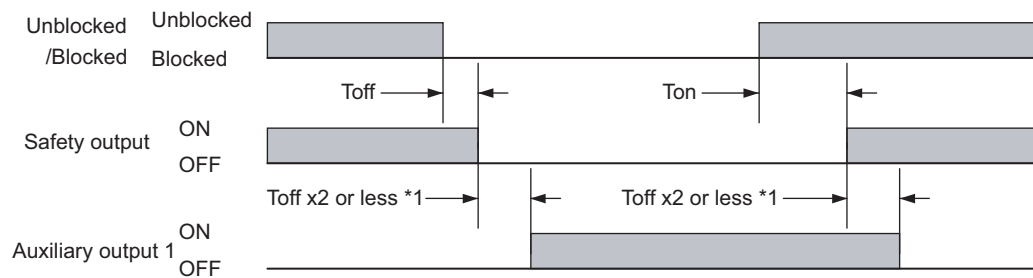 Unblocked
/Blocked
Unblocked
Blocked
Toff
Ton
Safety output
ON
OFF
Toff x2 or less *1
Toff x2 or less *1
Auxiliary output 1
ON
OFF